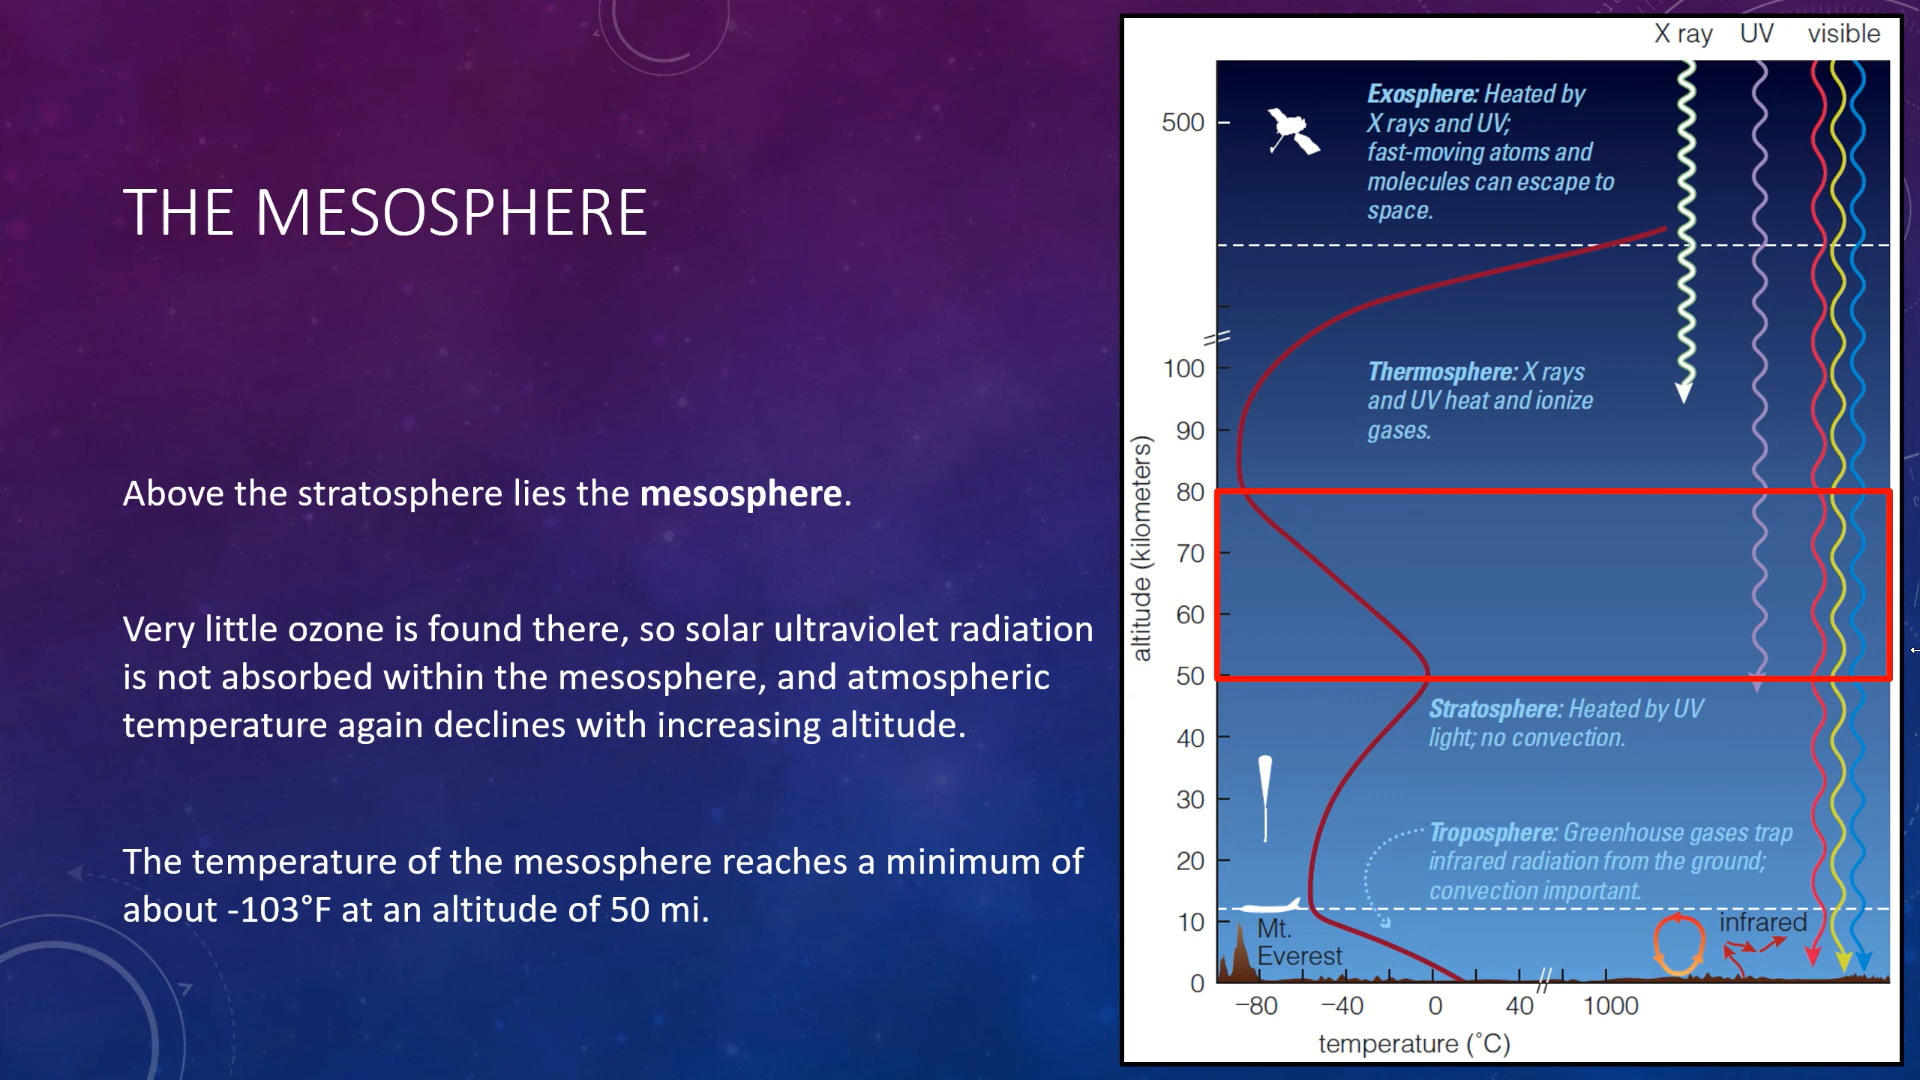 THE MESOSPHERE
Above the stratosphere lies the mesosphere.
Very little ozone is found there, so solar ultraviolet radiation
is not absorbed within the mesosphere, and atmospheric
temperature again declines with increasing altitude.
The temperature of the mesosphere reaches a minimum of
about -103°F at an altitude of 50 mi.
X ray UV visible
Exosphere: Heated by
X rays and UV;
fast-moving atoms and
molecules can escape to
space.
500
Thermosphere: X rays
and UV heat and ionize
gases.
100
90
80
70
60
50
40
30
20
10
0
altitude (kilometers)
Stratosphere: Heated by UV
light; no convection.
Troposphere: Greenhouse gases trap
infrared radiation from the ground;
convection important.
Mt.
Everest
infrared
−80 −40 0 40 1000
temperature (°C)